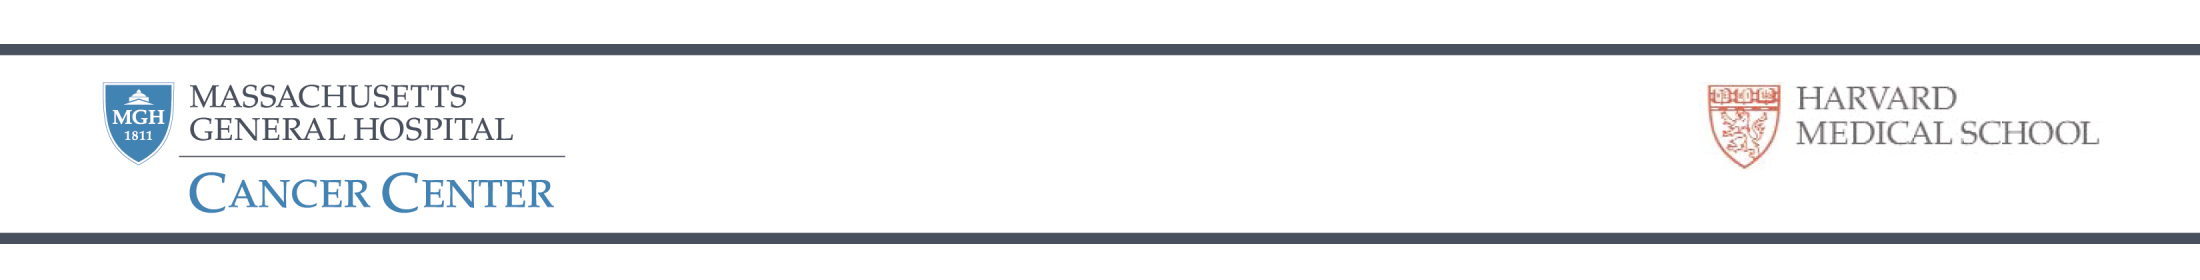 MASSACHUSETTS
GENERAL HOSPITAL
CANCER CENTER
MGH
1811
HARVARD
MEDICAL SCHOOL